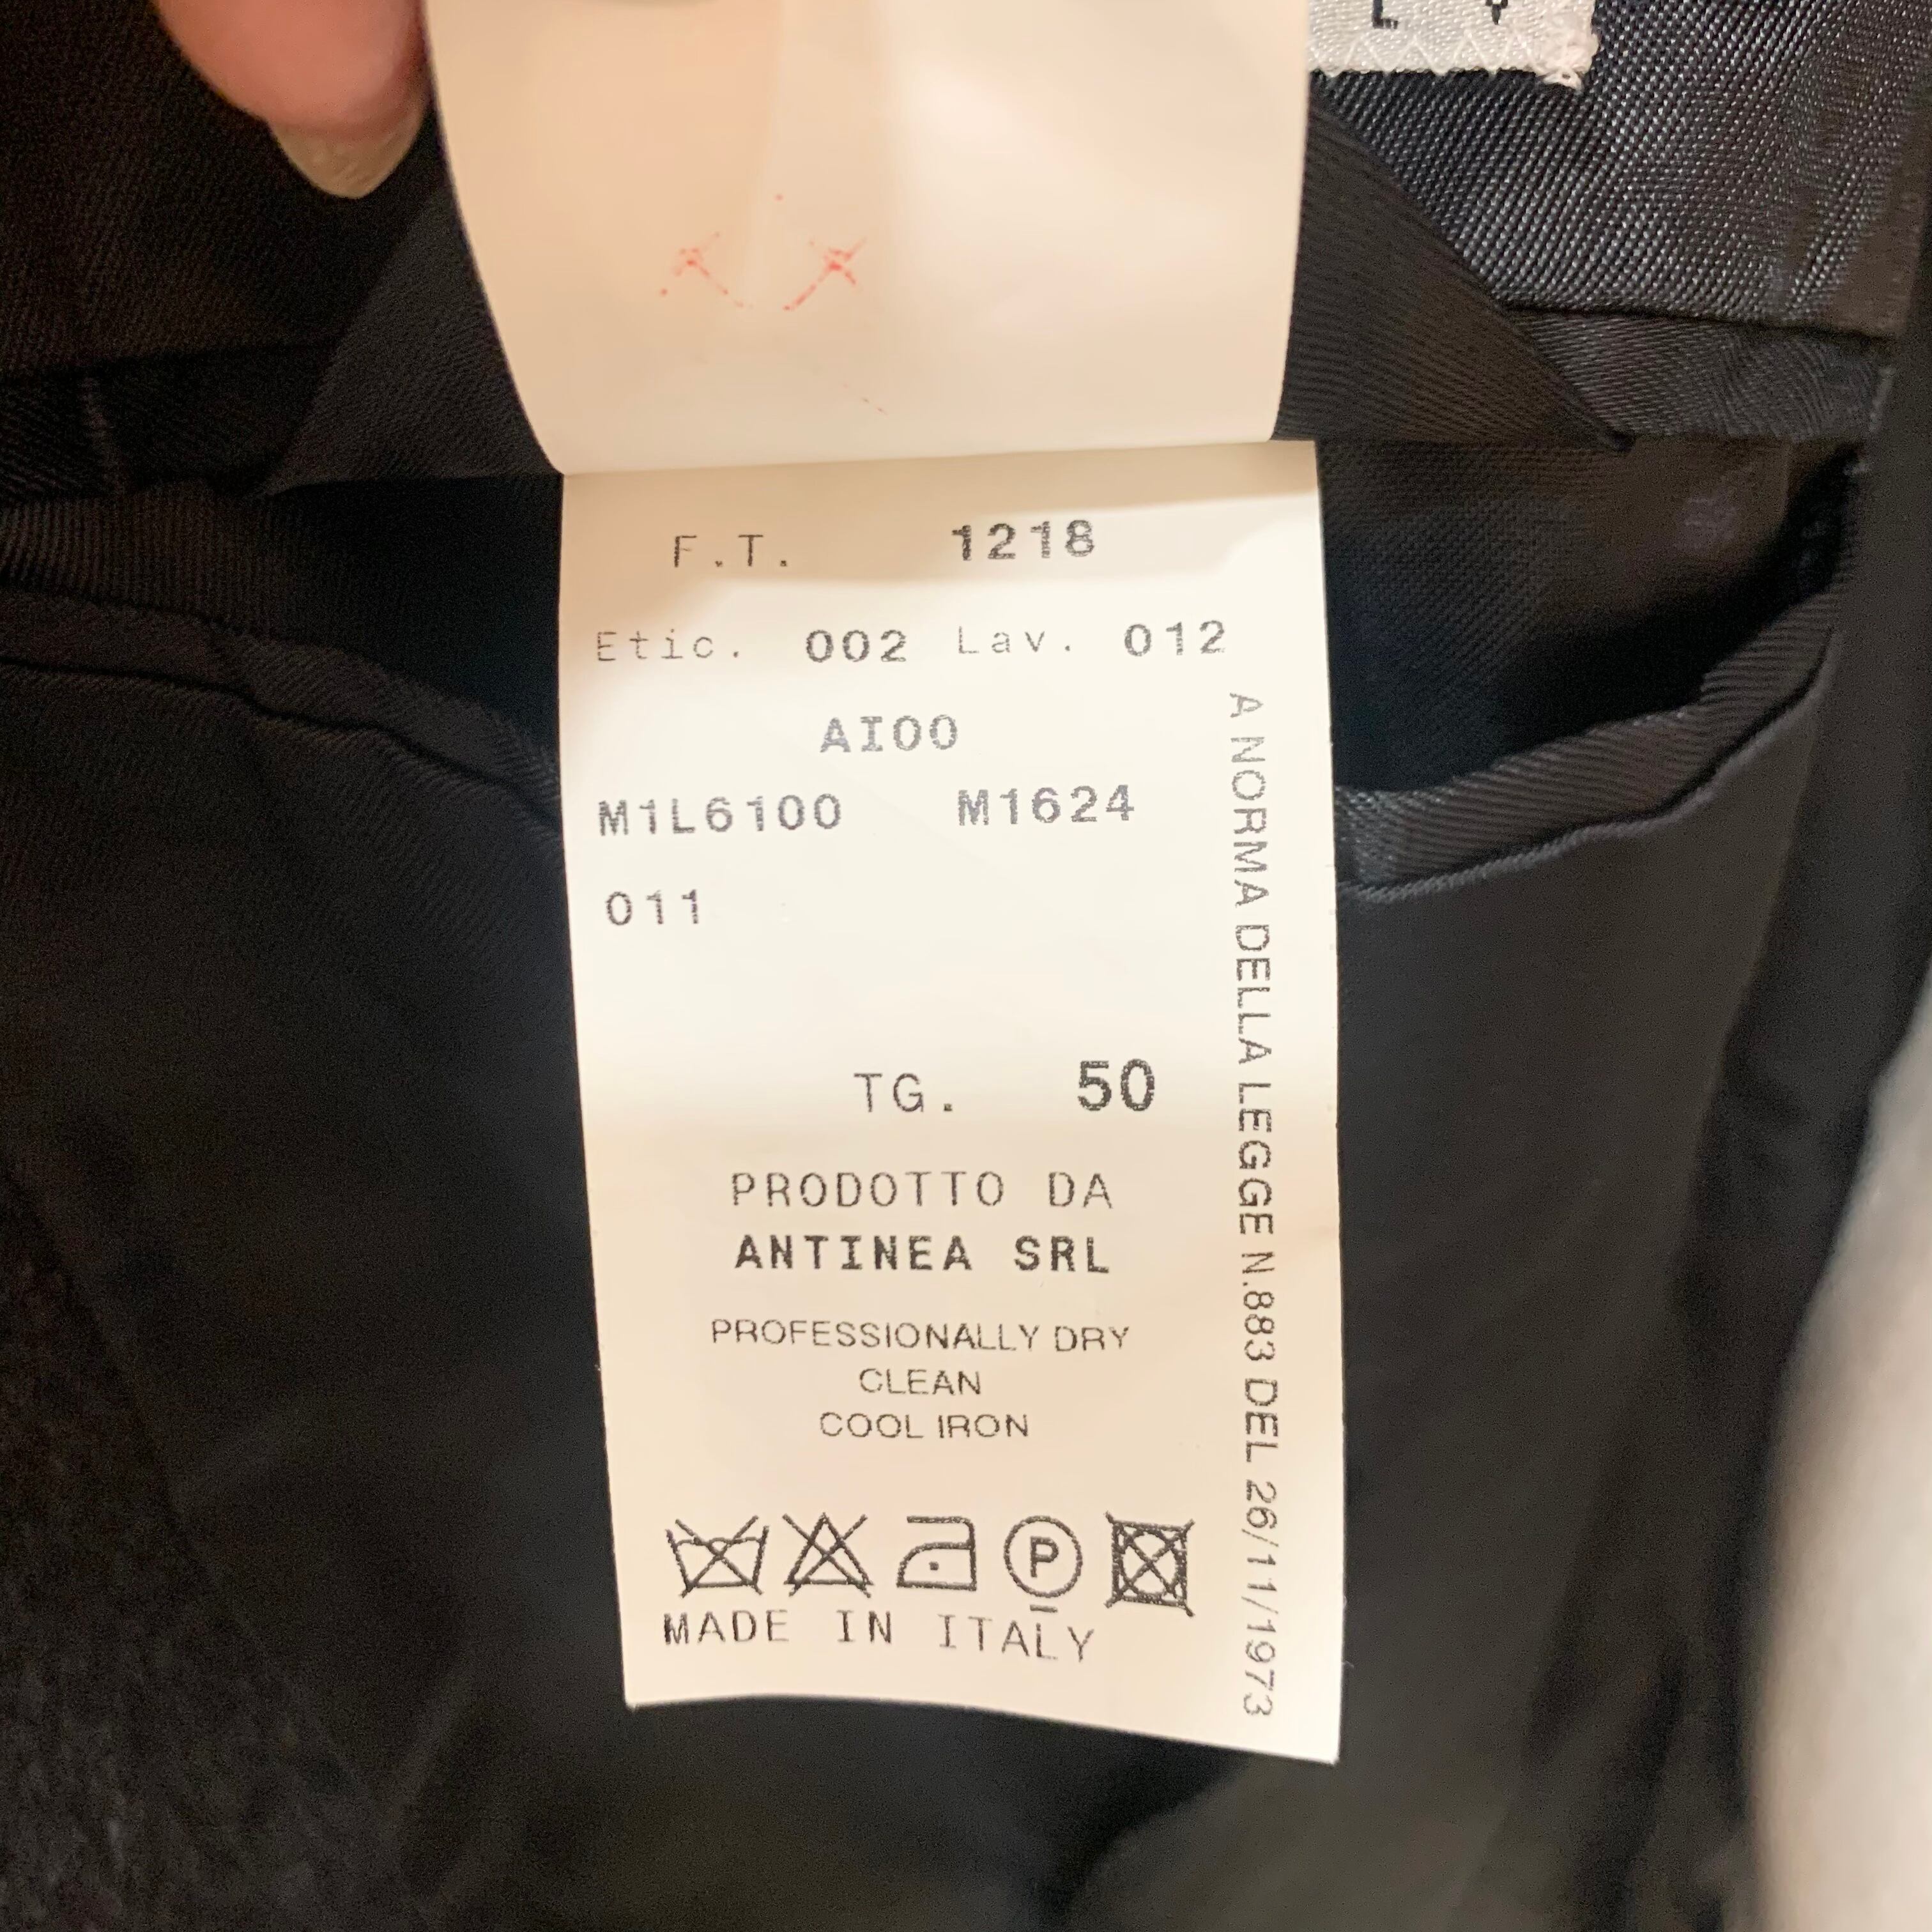 L Y
F.T. 1218
Etic. 002 Lav. 012
AI00
M1L6100 M1624
011
TG. 50
PRODOTTO DA
ANTINEA SRL
PROFESSIONALLY DRY
CLEAN
COOL IRON
P
MADE IN ITALY
A NORMA DELLA LEGGE N.883 DEL 26/11/1973